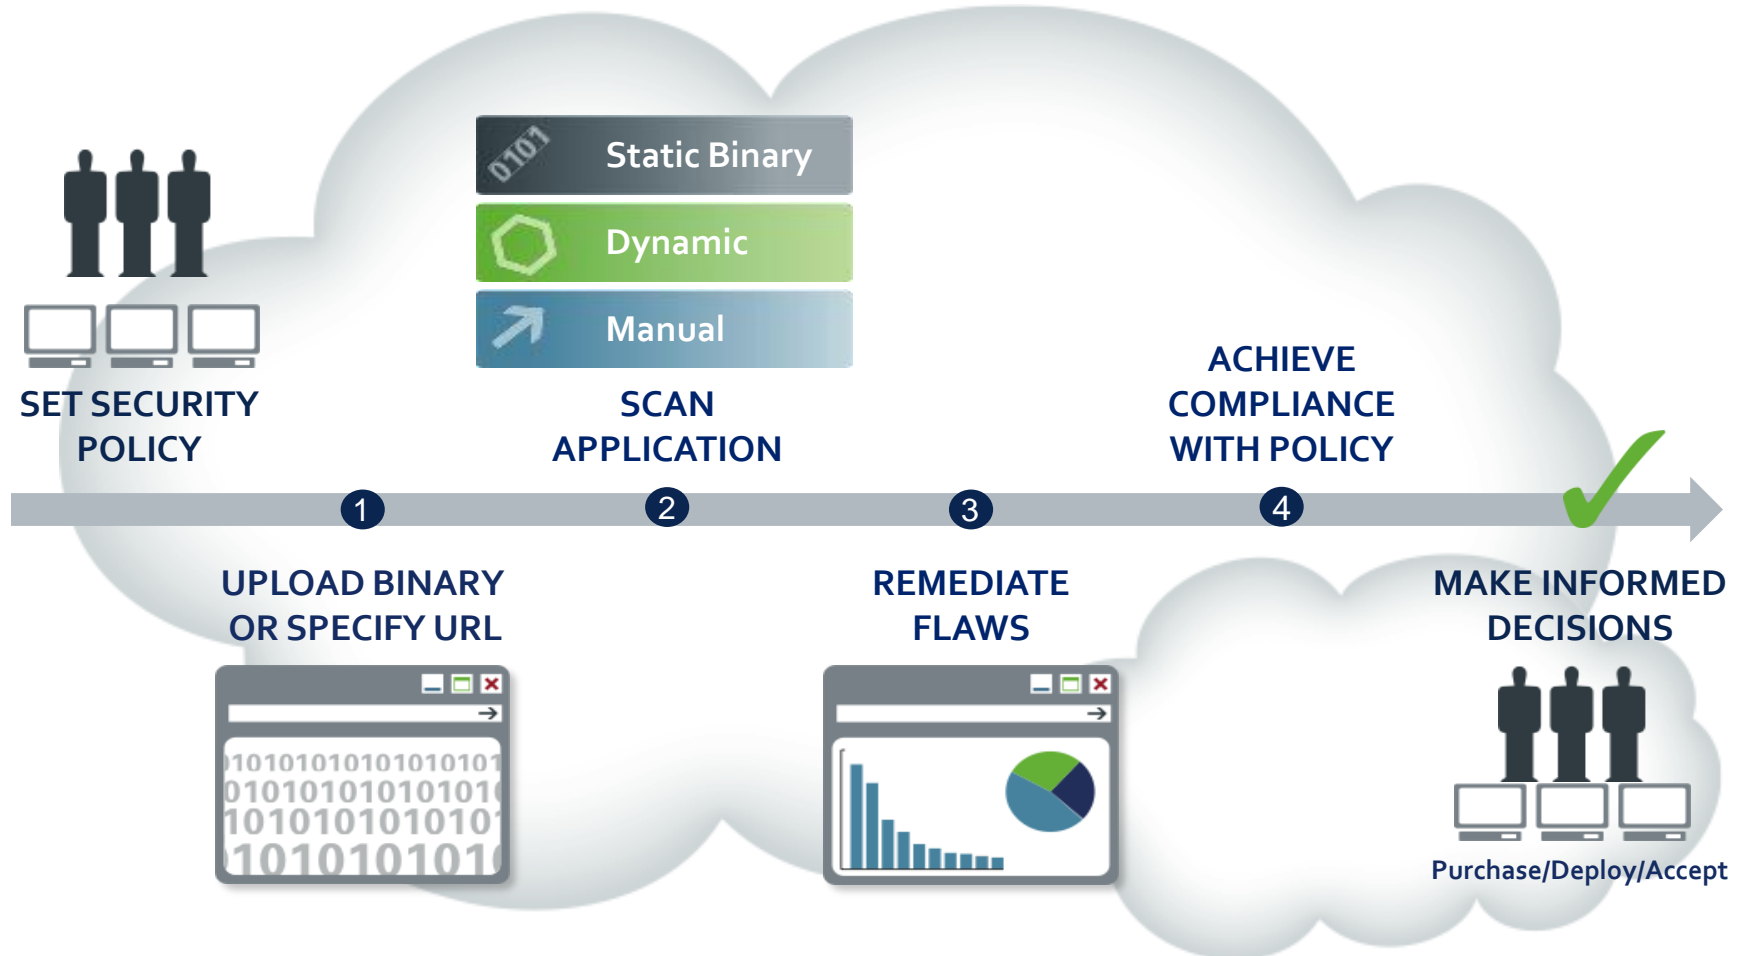 0101
Static Binary
Dynamic
Manual
SET SECURITY
POLICY
SCAN
APPLICATION
ACHIEVE
COMPLIANCE
WITH POLICY
1
2
3
4
UPLOAD BINARY
OR SPECIFY URL
REMEDIATE
FLAWS
MAKE INFORMED
DECISIONS
Purchase/Deploy/Accept